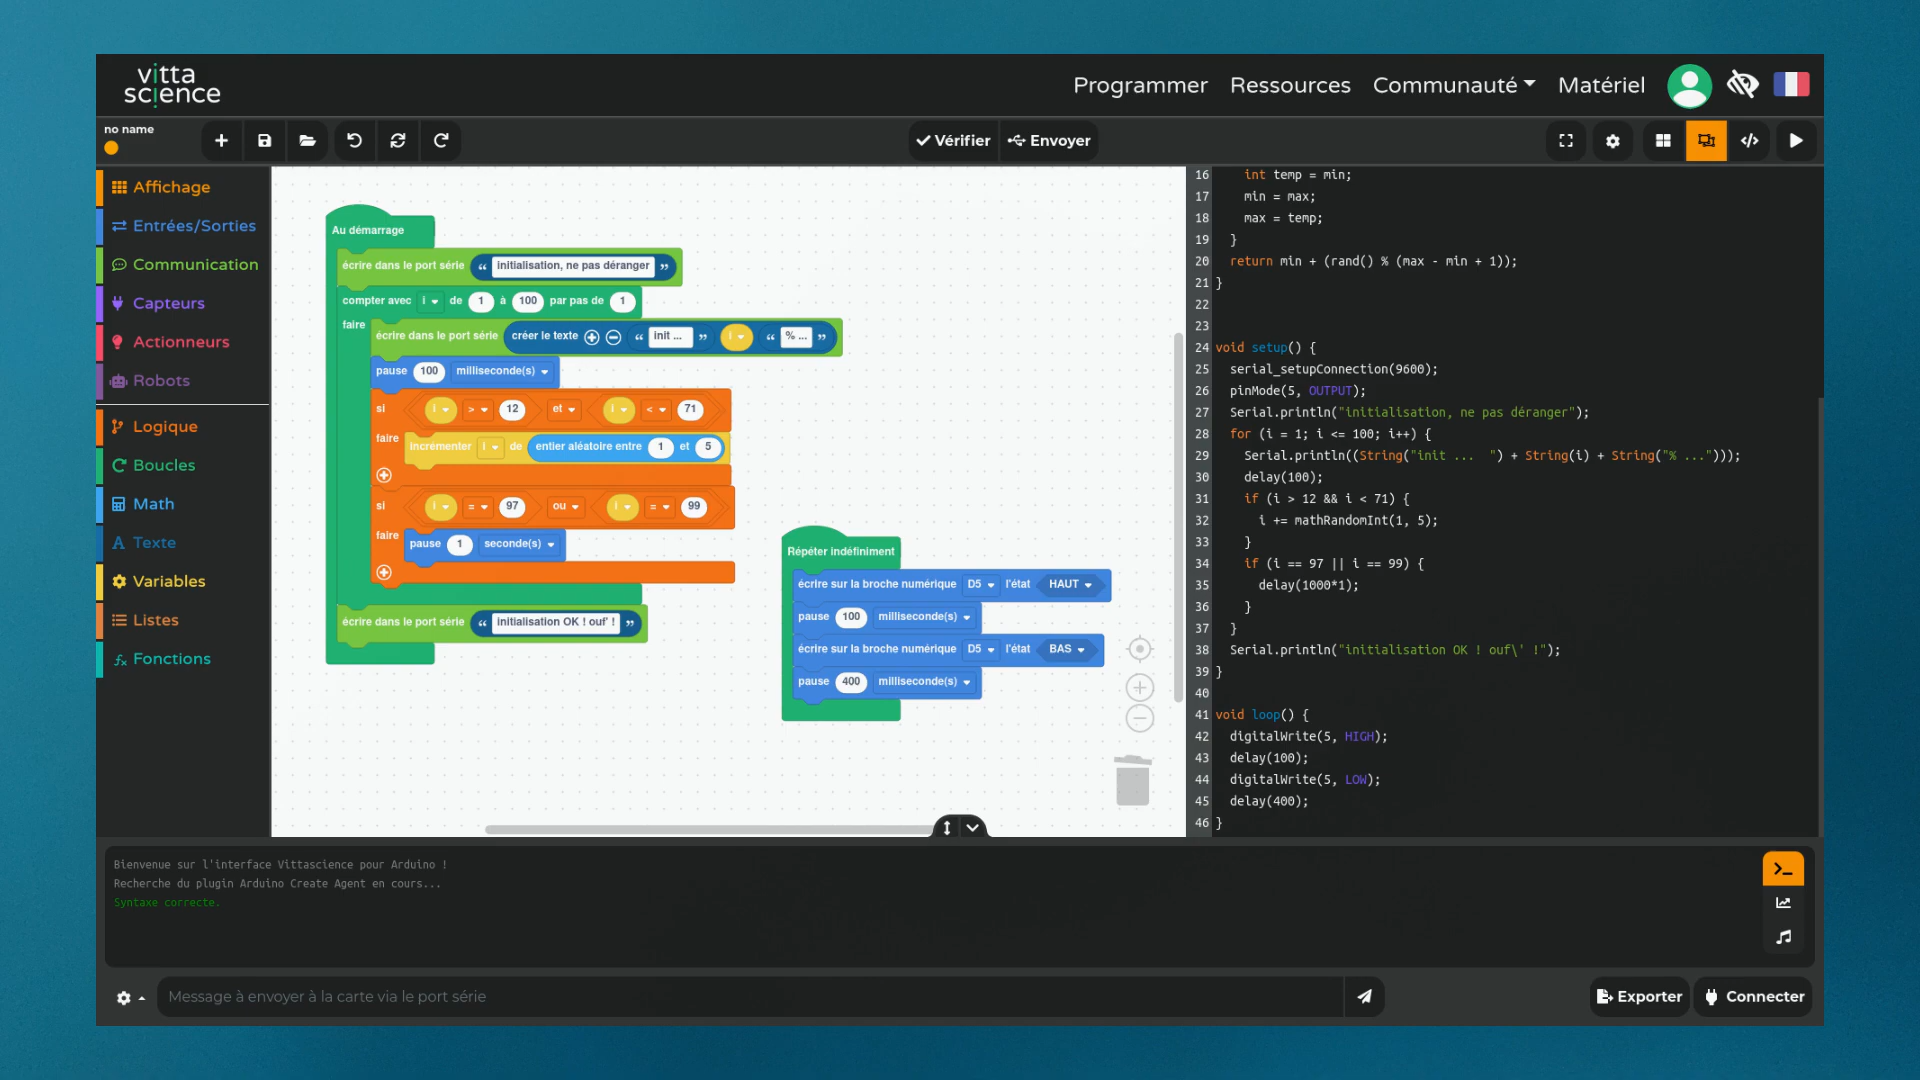 vitta
science
Programmer Ressources Communauté Matériel
no name
Vérifier Envoyer
Affichage
Entrées/Sorties
Communication
Capteurs
Actionneurs
Robots
Logique
Boucles
Math
Texte
Variables
Listes
Fonctions
Au démarrage
écrire dans le port série “ initialisation, ne pas déranger ”
compter avec i de 1 à 100 par pas de 1
faire
écrire dans le port série créer le texte “ init ... ” i “ % ... ”
pause 100 milliseconde(s)
si i > 12 et i < 71
faire incrémenter i de entier aléatoire entre 1 et 5
si i = 97 ou i = 99
faire pause 1 seconde(s)
écrire dans le port série “ initialisation OK ! ouf' ! ”
Répéter indéfiniment
écrire sur la broche numérique D5 l'état HAUT
pause 100 milliseconde(s)
écrire sur la broche numérique D5 l'état BAS
pause 400 milliseconde(s)
16 int temp = min;
17 min = max;
18 max = temp;
19 }
20 return min + (rand() % (max - min + 1));
21 }
22
23
24 void setup() {
25 serial_setupConnection(9600);
26 pinMode(5, OUTPUT);
27 Serial.println("initialisation, ne pas déranger");
28 for (i = 1; i <= 100; i++) {
29 Serial.println((String("init ...  ") + String(i) + String("% ...")));
30 delay(100);
31 if (i > 12 && i < 71) {
32 i += mathRandomInt(1, 5);
33 }
34 if (i == 97 || i == 99) {
35 delay(1000*1);
36 }
37 }
38 Serial.println("initialisation OK ! ouf\' !");
39 }
40
41 void loop() {
42 digitalWrite(5, HIGH);
43 delay(100);
44 digitalWrite(5, LOW);
45 delay(400);
46 }
Bienvenue sur l'interface Vittascience pour Arduino !
Recherche du plugin Arduino Create Agent en cours...
Syntaxe correcte.
Message à envoyer à la carte via le port série
Exporter Connecter